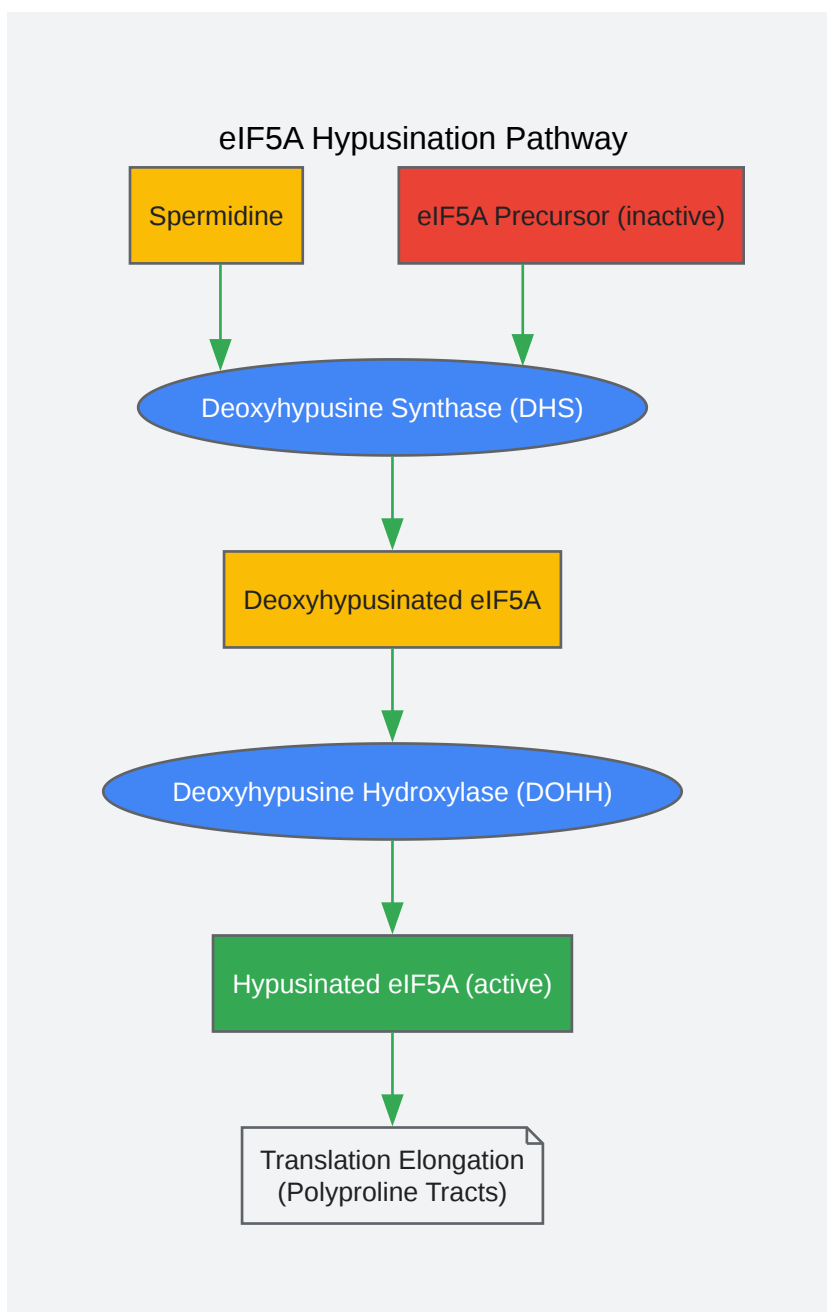 eIF5A Hypusination Pathway
Spermidine
eIF5A Precursor (inactive)
Deoxyhypusine Synthase (DHS)
Deoxyhypusinated eIF5A
Deoxyhypusine Hydroxylase (DOHH)
Hypusinated eIF5A (active)
Translation Elongation
(Polyproline Tracts)